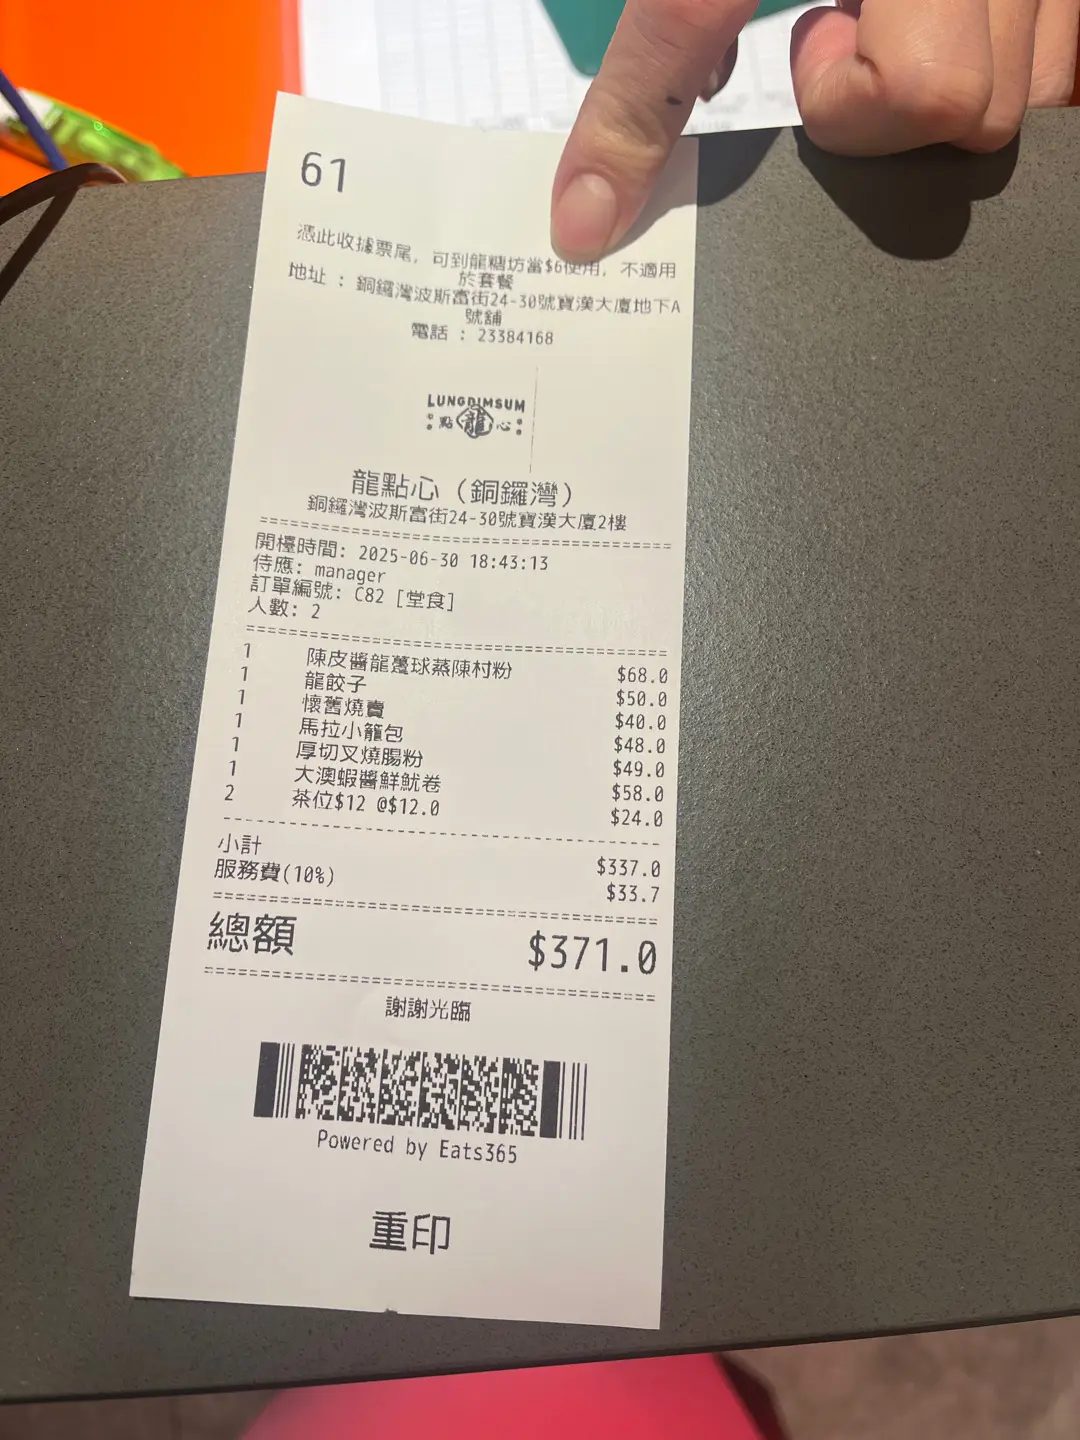 61
憑此收據票尾，可到龍糖坊當$6使用，不適用
於套餐
地址 : 銅鑼灣波斯富街24-30號寶漢大廈地下A
號舖
電話 : 23384168
LUNGDIMSUM
點龍心
龍點心（銅鑼灣）
銅鑼灣波斯富街24-30號寶漢大廈2樓
開檯時間: 2025-06-30 18:43:13
侍應: manager
訂單編號: C82 [堂食]
人數: 2
1 陳皮醬龍躉球蒸陳村粉 $68.0
1 龍餃子 $50.0
1 懷舊燒賣 $40.0
1 馬拉小籠包 $48.0
1 厚切叉燒腸粉 $49.0
1 大澳蝦醬鮮魷卷 $58.0
2 茶位$12 @$12.0 $24.0
小計 $337.0
服務費(10%) $33.7
總額 $371.0
謝謝光臨
Powered by Eats365
重印